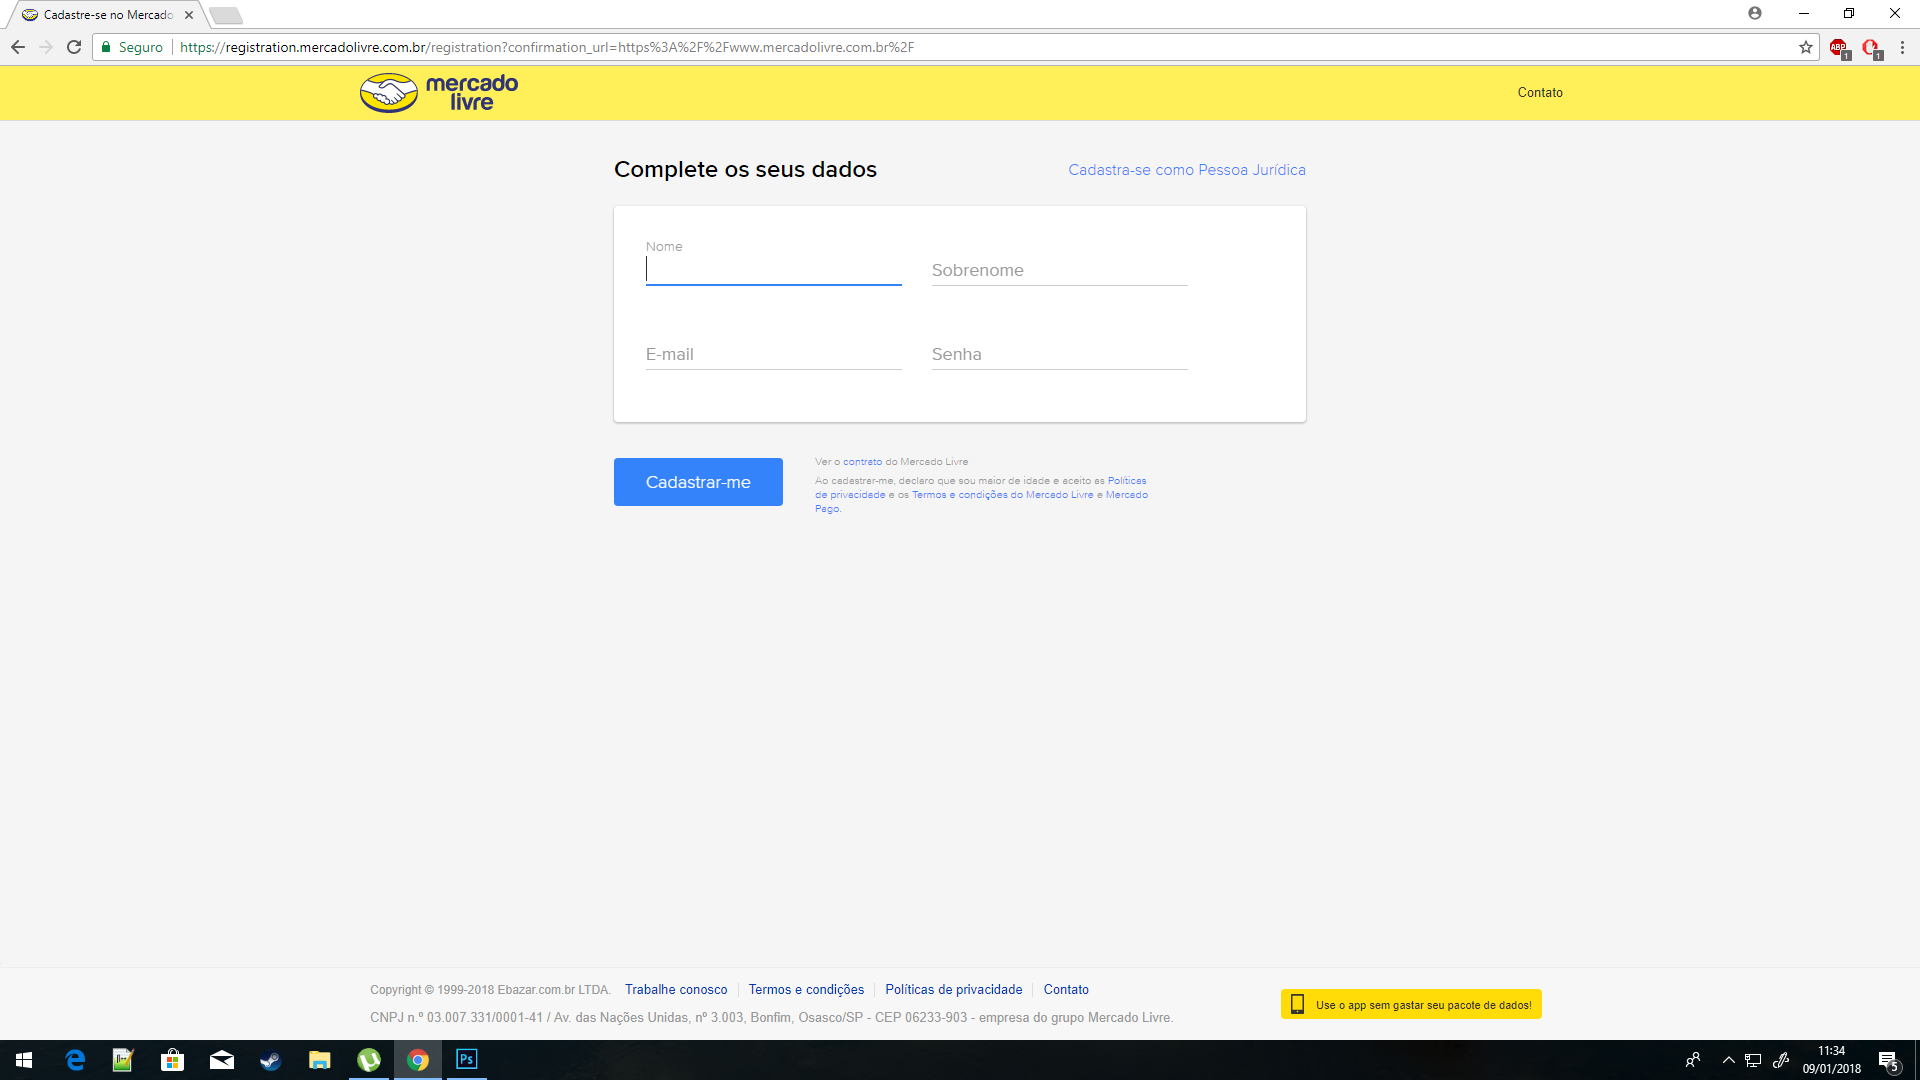 Cadastre-se no Mercado
Seguro
https://registration.mercadolivre.com.br/registration?confirmation_url=https%3A%2F%2Fwww.mercadolivre.com.br%2F
ABP
1
1
mercado
livre
Contato
Complete os seus dados
Cadastra-se como Pessoa Jurídica
Nome
Sobrenome
E-mail
Senha
Cadastrar-me
Ver o contrato do Mercado Livre
Ao cadastrar-me, declaro que sou maior de idade e aceito as Políticas
de privacidade e os Termos e condições do Mercado Livre e Mercado
Pago.
Copyright © 1999-2018 Ebazar.com.br LTDA.
Trabalhe conosco
Termos e condições
Políticas de privacidade
Contato
CNPJ n.º 03.007.331/0001-41 / Av. das Nações Unidas, nº 3.003, Bonfim, Osasco/SP - CEP 06233-903 - empresa do grupo Mercado Livre.
Use o app sem gastar seu pacote de dados!
Ps
11:34
09/01/2018
5